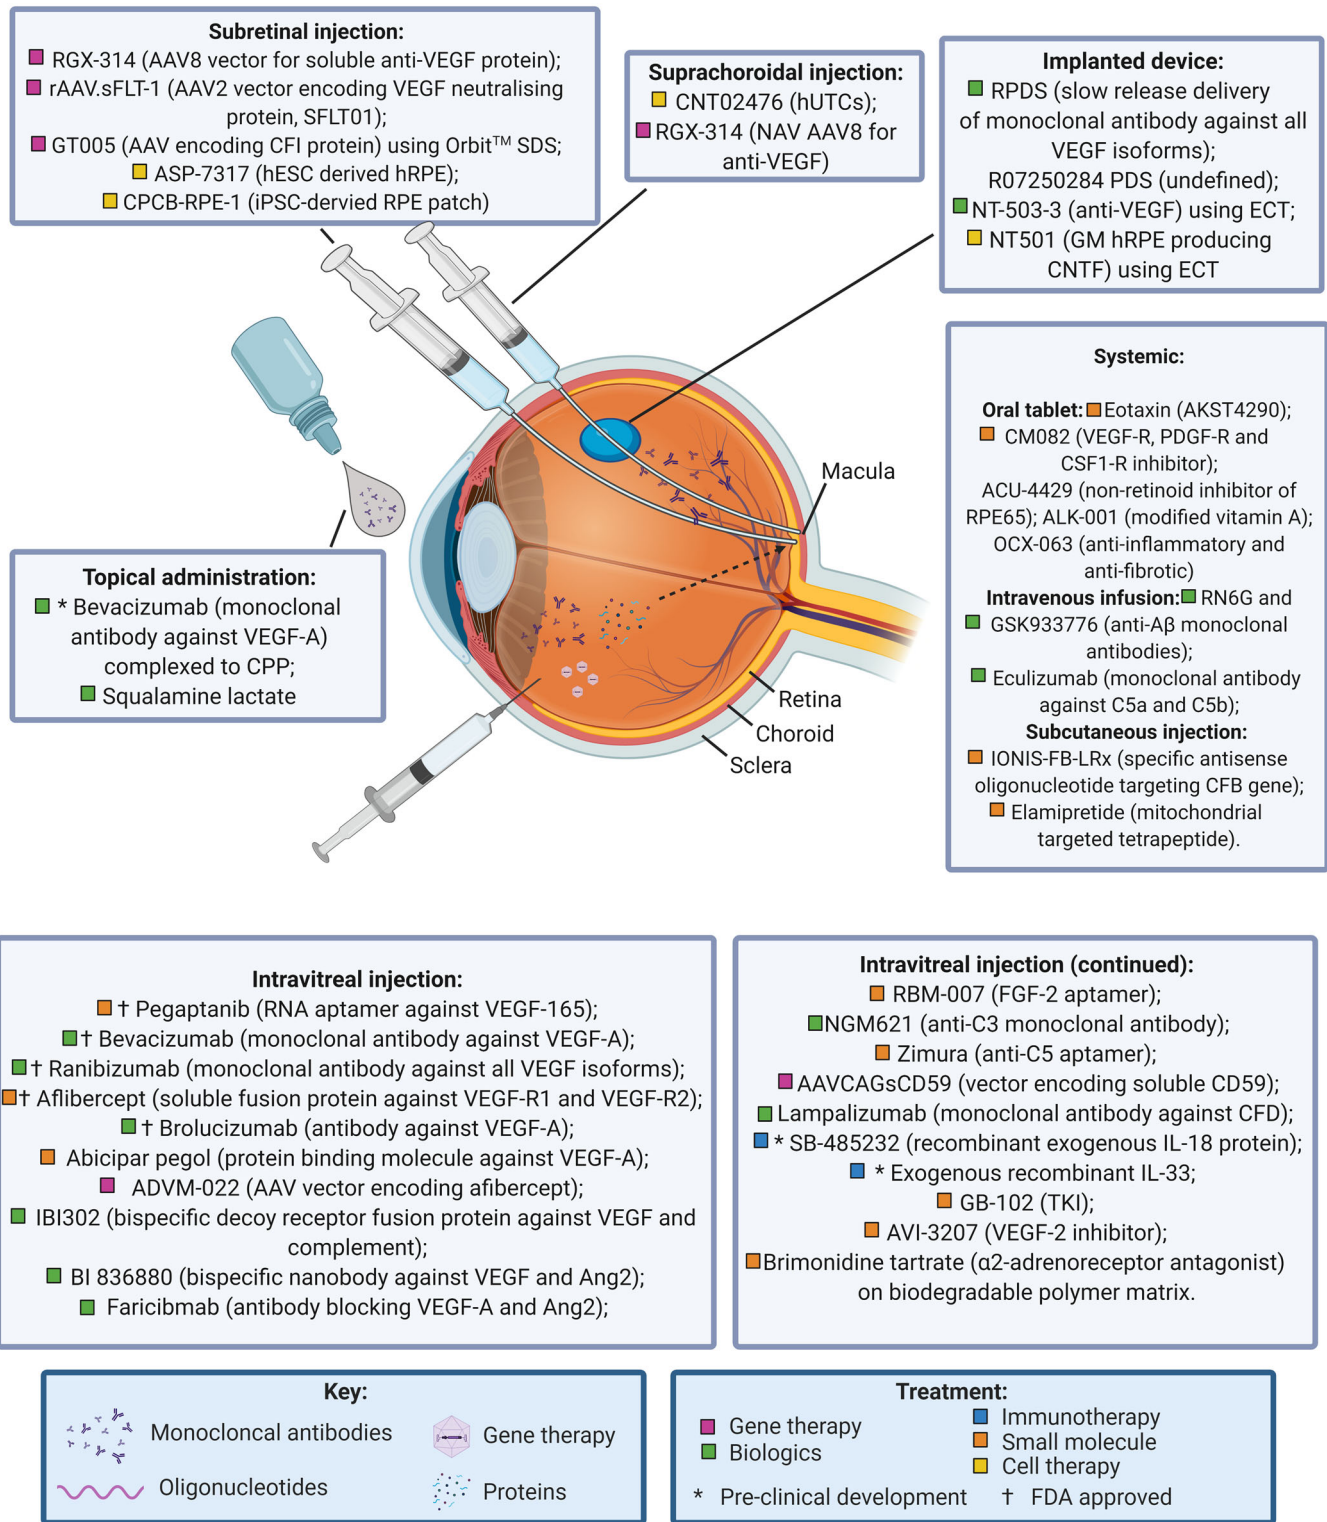 Subretinal injection:
RGX-314 (AAV8 vector for soluble anti-VEGF protein);
rAAV.sFLT-1 (AAV2 vector encoding VEGF neutralising
protein, SFLT01);
GT005 (AAV encoding CFI protein) using Orbit™ SDS;
ASP-7317 (hESC derived hRPE);
CPCB-RPE-1 (iPSC-dervied RPE patch)
Suprachoroidal injection:
CNT02476 (hUTCs);
RGX-314 (NAV AAV8 for
anti-VEGF)
Implanted device:
RPDS (slow release delivery
of monoclonal antibody against all
VEGF isoforms);
R07250284 PDS (undefined);
NT-503-3 (anti-VEGF) using ECT;
NT501 (GM hRPE producing
CNTF) using ECT
Systemic:
Oral tablet: Eotaxin (AKST4290);
CM082 (VEGF-R, PDGF-R and
CSF1-R inhibitor);
ACU-4429 (non-retinoid inhibitor of
RPE65); ALK-001 (modified vitamin A);
OCX-063 (anti-inflammatory and
anti-fibrotic)
Intravenous infusion: RN6G and
GSK933776 (anti-Aβ monoclonal
antibodies);
Eculizumab (monoclonal antibody
against C5a and C5b);
Subcutaneous injection:
IONIS-FB-LRx (specific antisense
oligonucleotide targeting CFB gene);
Elamipretide (mitochondrial
targeted tetrapeptide).
Macula
Retina
Choroid
Sclera
Topical administration:
* Bevacizumab (monoclonal
antibody against VEGF-A)
complexed to CPP;
Squalamine lactate
Intravitreal injection:
† Pegaptanib (RNA aptamer against VEGF-165);
† Bevacizumab (monoclonal antibody against VEGF-A);
† Ranibizumab (monoclonal antibody against all VEGF isoforms);
† Aflibercept (soluble fusion protein against VEGF-R1 and VEGF-R2);
† Brolucizumab (antibody against VEGF-A);
Abicipar pegol (protein binding molecule against VEGF-A);
ADVM-022 (AAV vector encoding afibercept);
IBI302 (bispecific decoy receptor fusion protein against VEGF and
complement);
BI 836880 (bispecific nanobody against VEGF and Ang2);
Faricibmab (antibody blocking VEGF-A and Ang2);
Intravitreal injection (continued):
RBM-007 (FGF-2 aptamer);
NGM621 (anti-C3 monoclonal antibody);
Zimura (anti-C5 aptamer);
AAVCAGsCD59 (vector encoding soluble CD59);
Lampalizumab (monoclonal antibody against CFD);
* SB-485232 (recombinant exogenous IL-18 protein);
* Exogenous recombinant IL-33;
GB-102 (TKI);
AVI-3207 (VEGF-2 inhibitor);
Brimonidine tartrate (α2-adrenoreceptor antagonist)
on biodegradable polymer matrix.
Key:
Monocloncal antibodies
Gene therapy
Oligonucleotides
Proteins
Treatment:
Gene therapy
Biologics
Immunotherapy
Small molecule
Cell therapy
* Pre-clinical development
† FDA approved